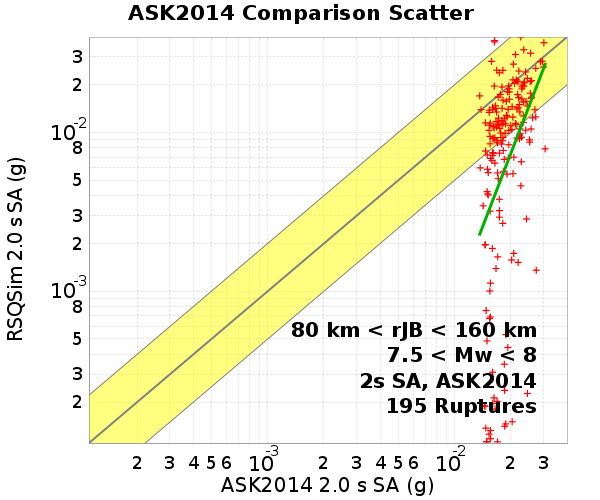 ASK2014 Comparison Scatter
RSQSim 2.0 s SA (g)
3
2
10-2
8
5
3
2
10-3
8
5
3
2
80 km < rJB < 160 km
7.5 < Mw < 8
2s SA, ASK2014
195 Ruptures
2 3 4 5 6 10-3 2 3 4 5 6 10-2 2 3
ASK2014 2.0 s SA (g)